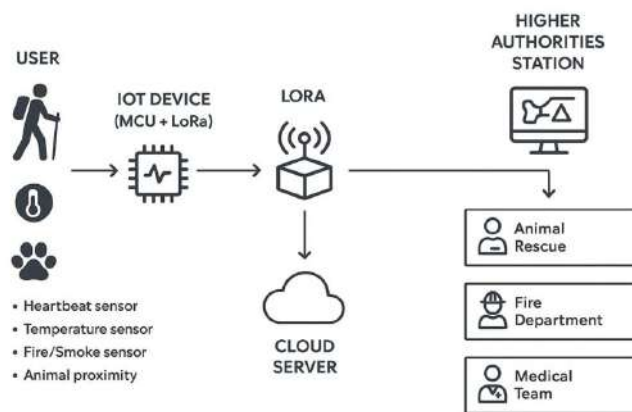 USER
IOT DEVICE
(MCU + LoRa)
LORA
HIGHER
AUTHORITIES
STATION
• Heartbeat sensor
• Temperature sensor
• Fire/Smoke sensor
• Animal proximity
CLOUD
SERVER
Animal
Rescue
Fire
Department
Medical
Team